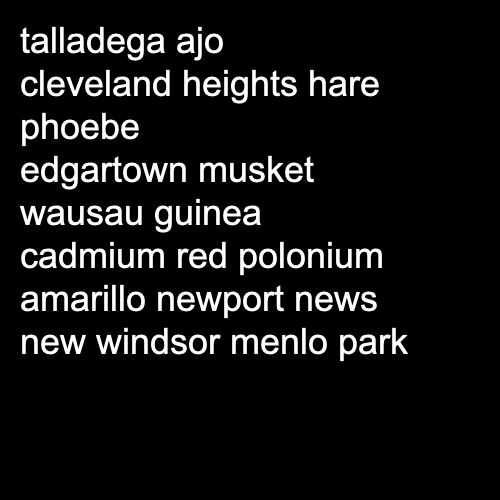 talladega ajo
cleveland heights hare
phoebe
edgartown musket
wausau guinea
cadmium red polonium
amarillo newport news
new windsor menlo park